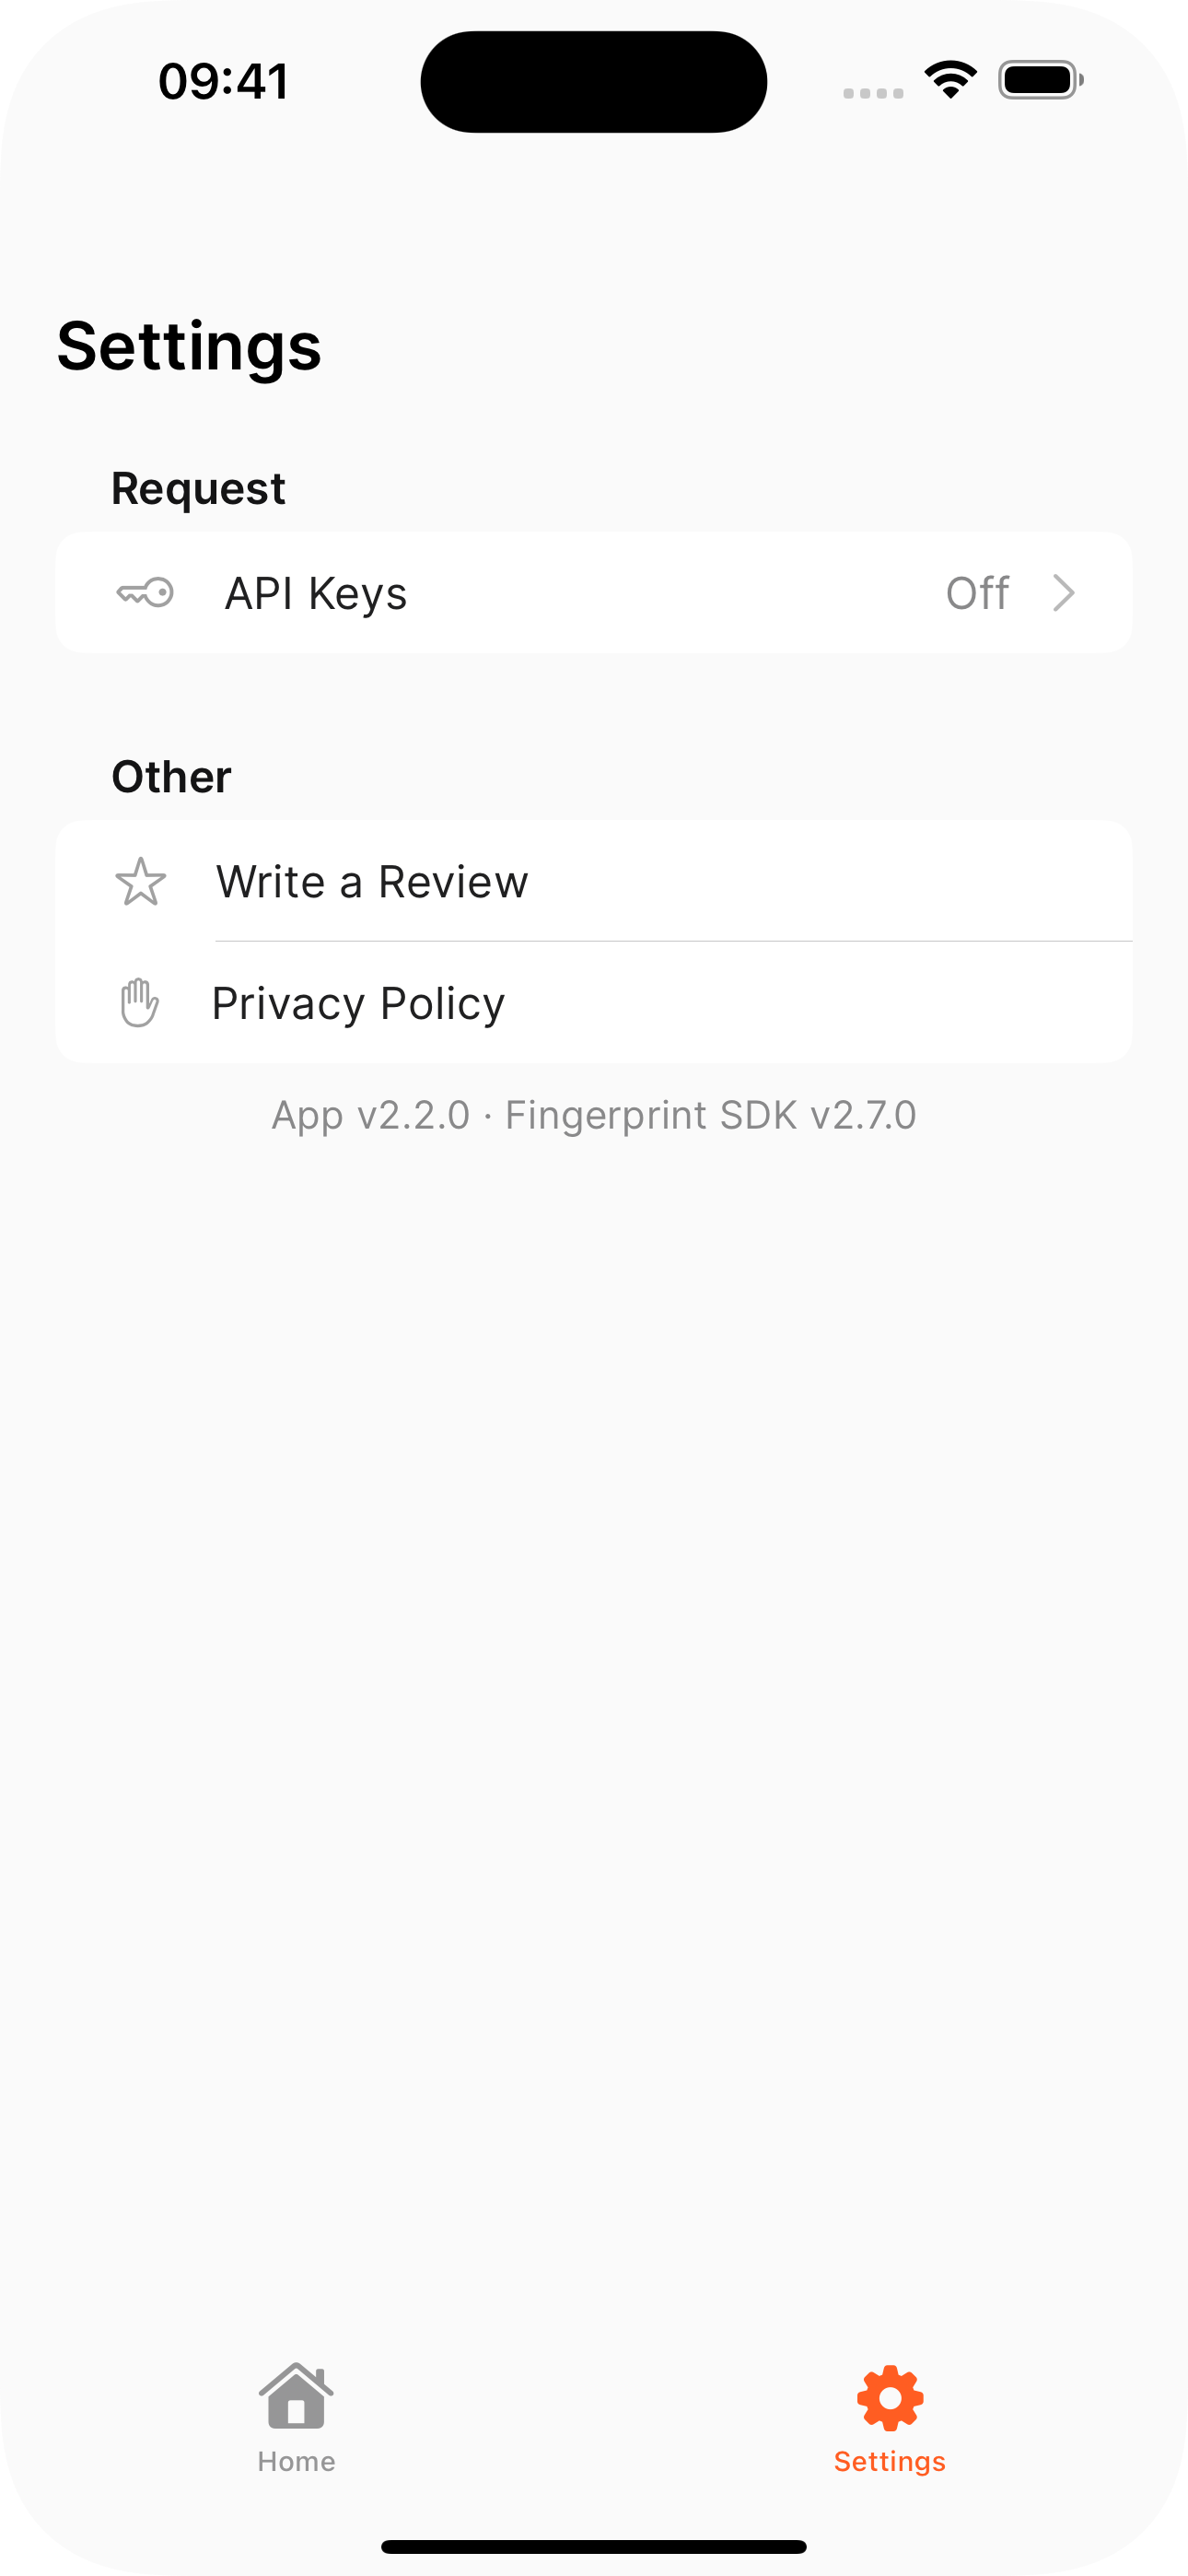 09:41
Settings
Request
API Keys Off
Other
Write a Review
Privacy Policy
App v2.2.0 · Fingerprint SDK v2.7.0
Home Settings